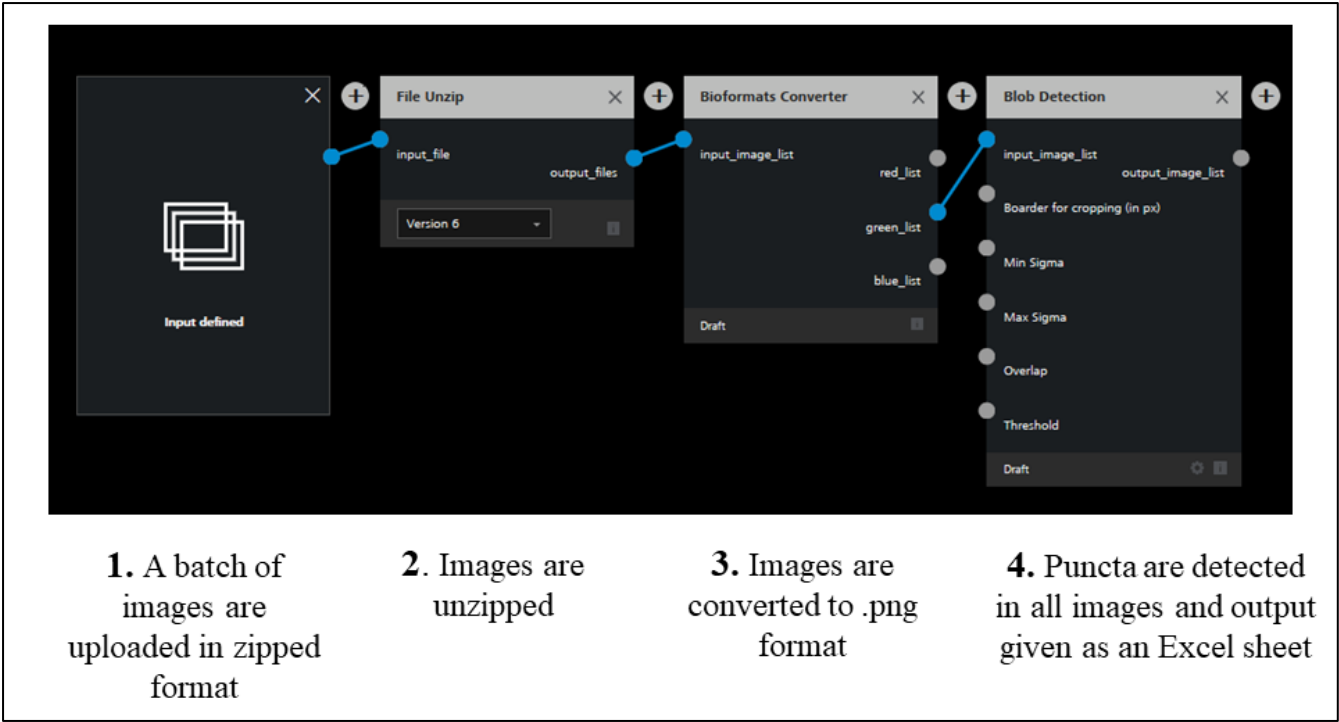 File Unzip
Bioformats Converter
Blob Detection
input_file
output_files
Version 6
input_image_list
red_list
green_list
blue_list
Draft
input_image_list
output_image_list
Boarder for cropping (in px)
Min Sigma
Max Sigma
Overlap
Threshold
Draft
Input defined
1. A batch of
images are
uploaded in zipped
format
2. Images are
unzipped
3. Images are
converted to .png
format
4. Puncta are detected
in all images and output
given as an Excel sheet